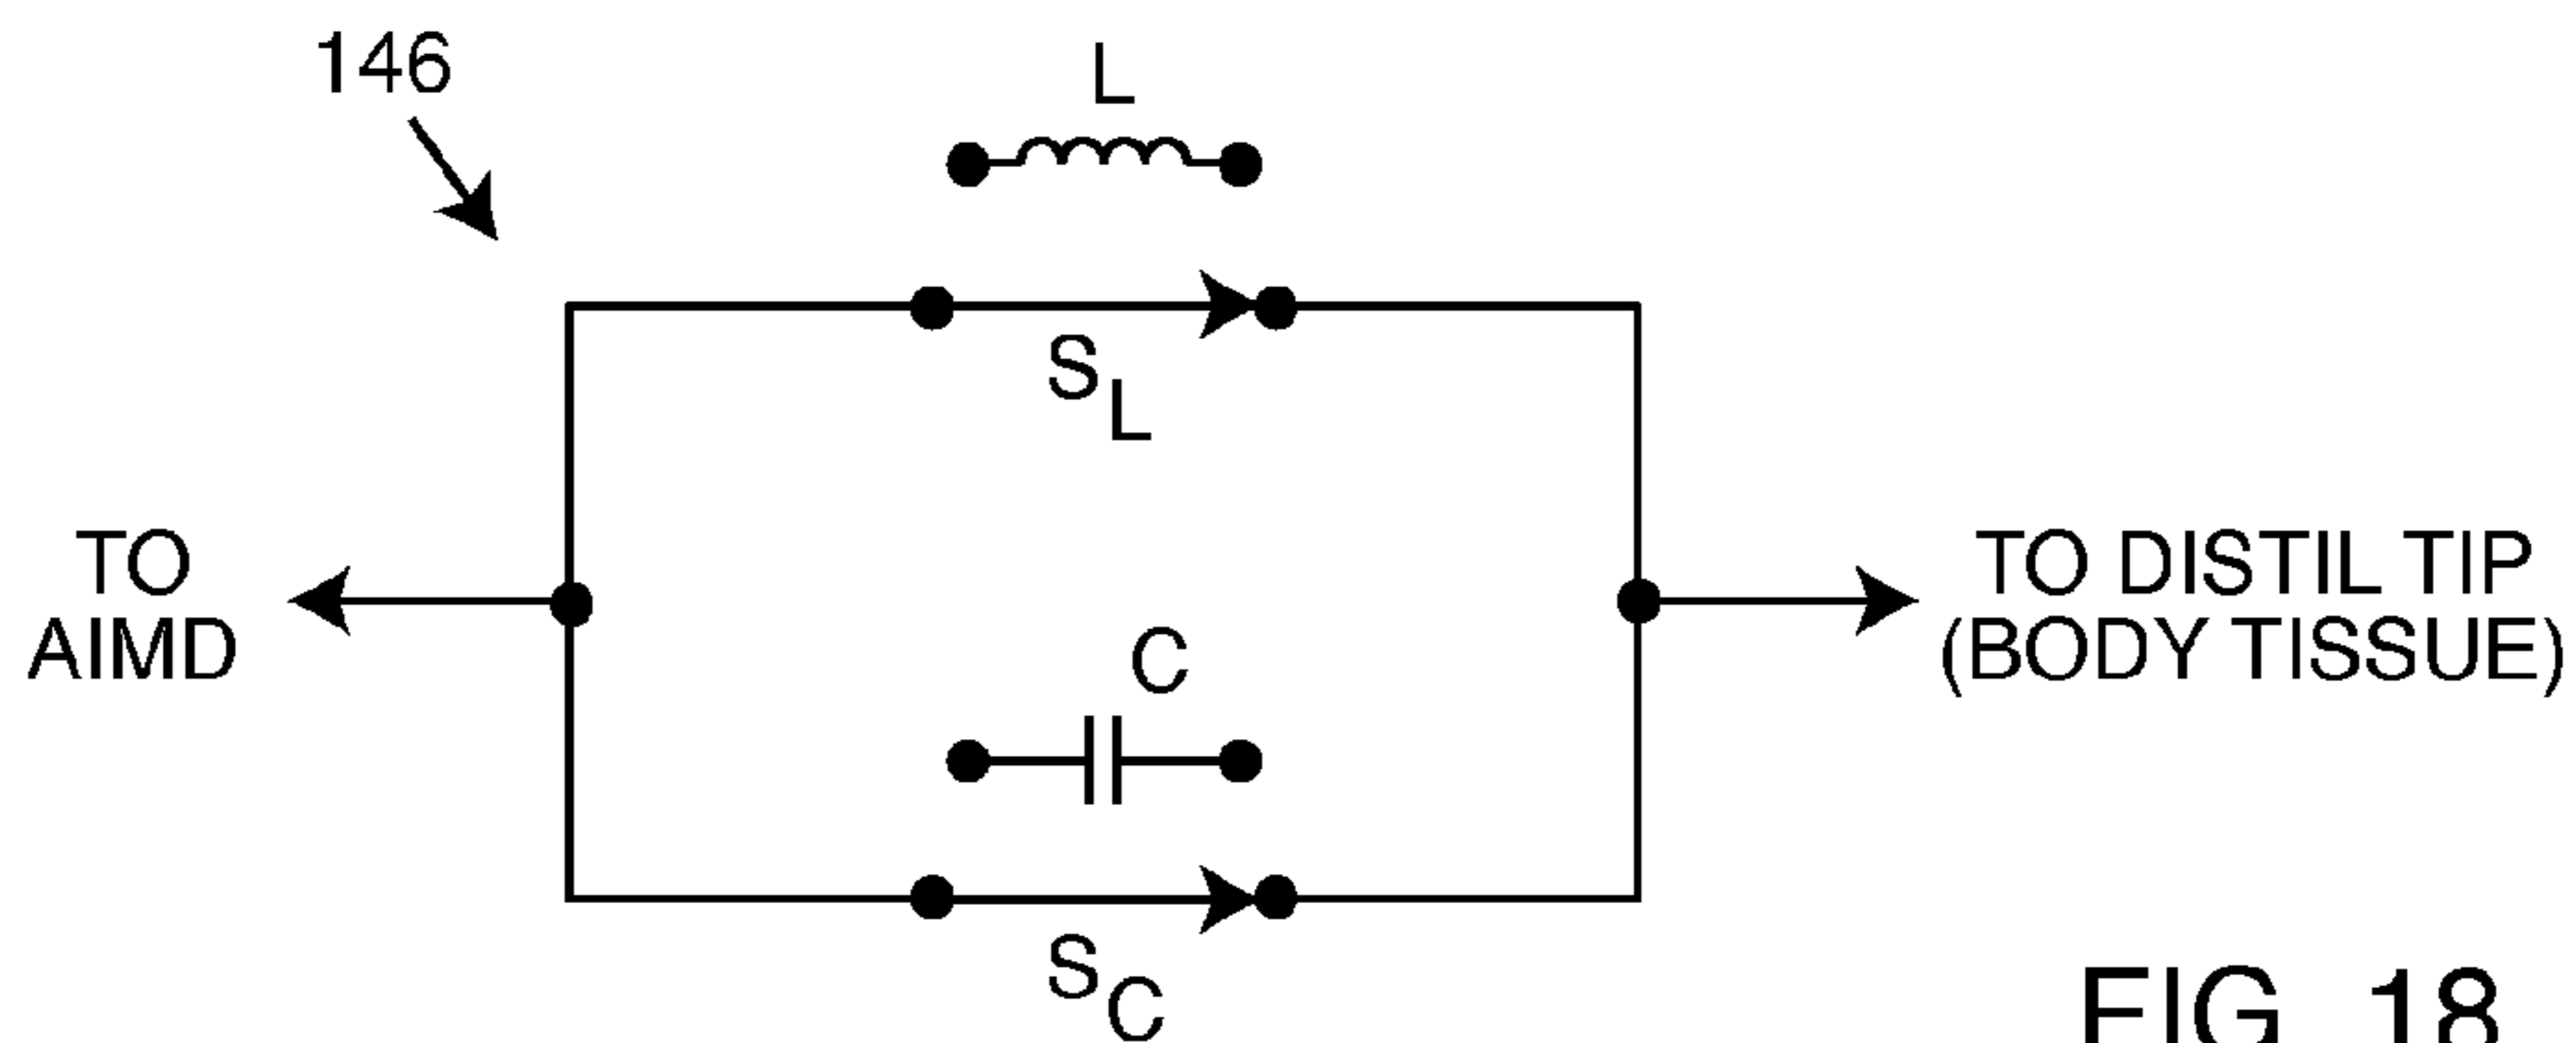 146
L
S_L
TO
AIMD
TO DISTIL TIP
(BODY TISSUE)
C
S_C
FIG. 18